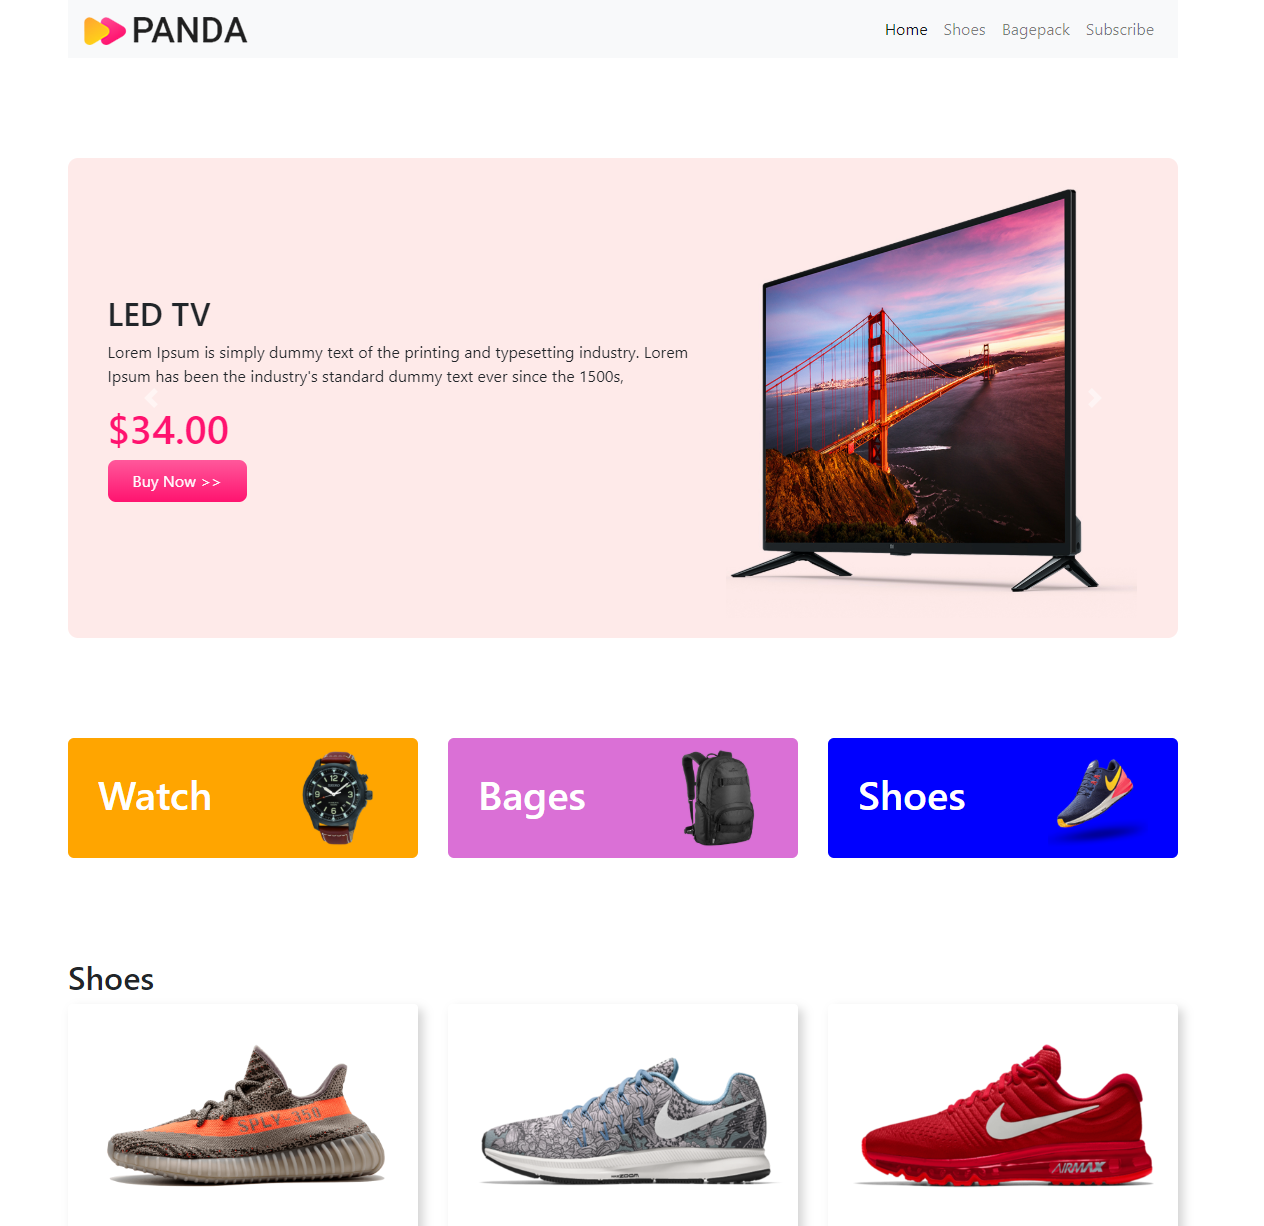 PANDA
Home Shoes Bagepack Subscribe
LED TV
Lorem Ipsum is simply dummy text of the printing and typesetting industry. Lorem
Ipsum has been the industry's standard dummy text ever since the 1500s,
$34.00
Buy Now >>
Watch
Bages
Shoes
Shoes
SPLY-350
ZOOM
AIRMAX